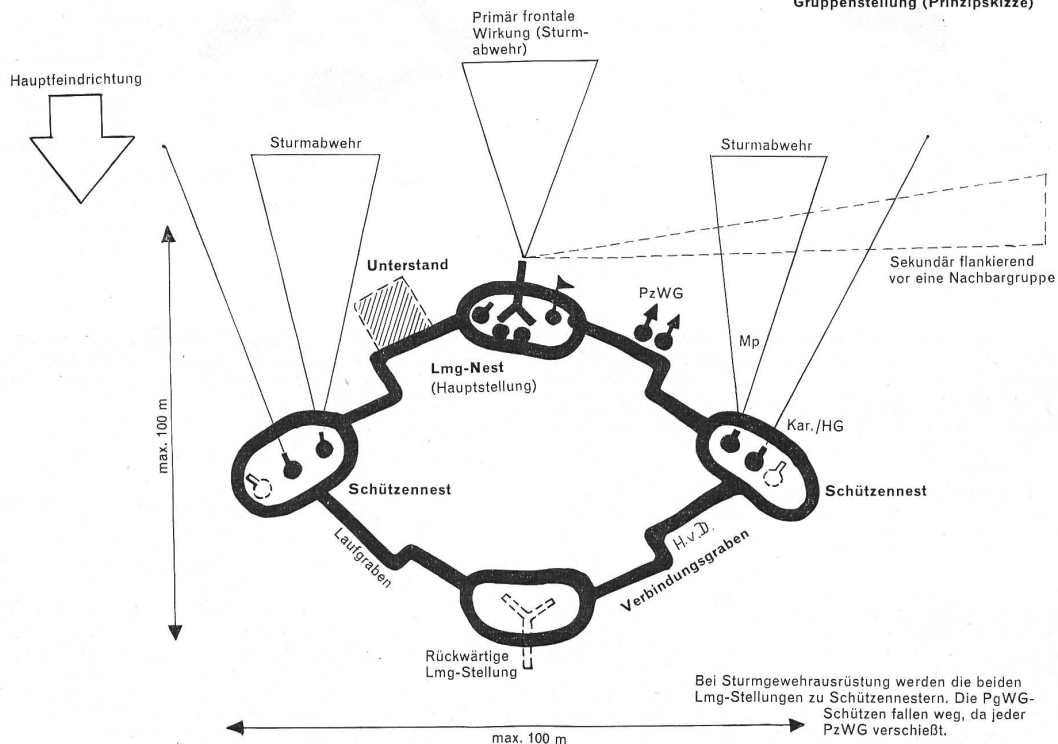 Gruppenstellung (Prinzipskizze)
Primär frontale
Wirkung (Sturm-
abwehr)
Hauptfeindrichtung
Sturmabwehr
Sturmabwehr
Sekundär flankierend
vor eine Nachbargruppe
Unterstand
PzWG
Mp
Lmg-Nest
(Hauptstellung)
max. 100 m
Kar./HG
Schützennest
Schützennest
Laufgraben
H.v.D.
Verbindungsgraben
Rückwärtige
Lmg-Stellung
Bei Sturmgewehrausrüstung werden die beiden
Lmg-Stellungen zu Schützennestern. Die PgWG-
Schützen fallen weg, da jeder
PzWG verschießt.
max. 100 m